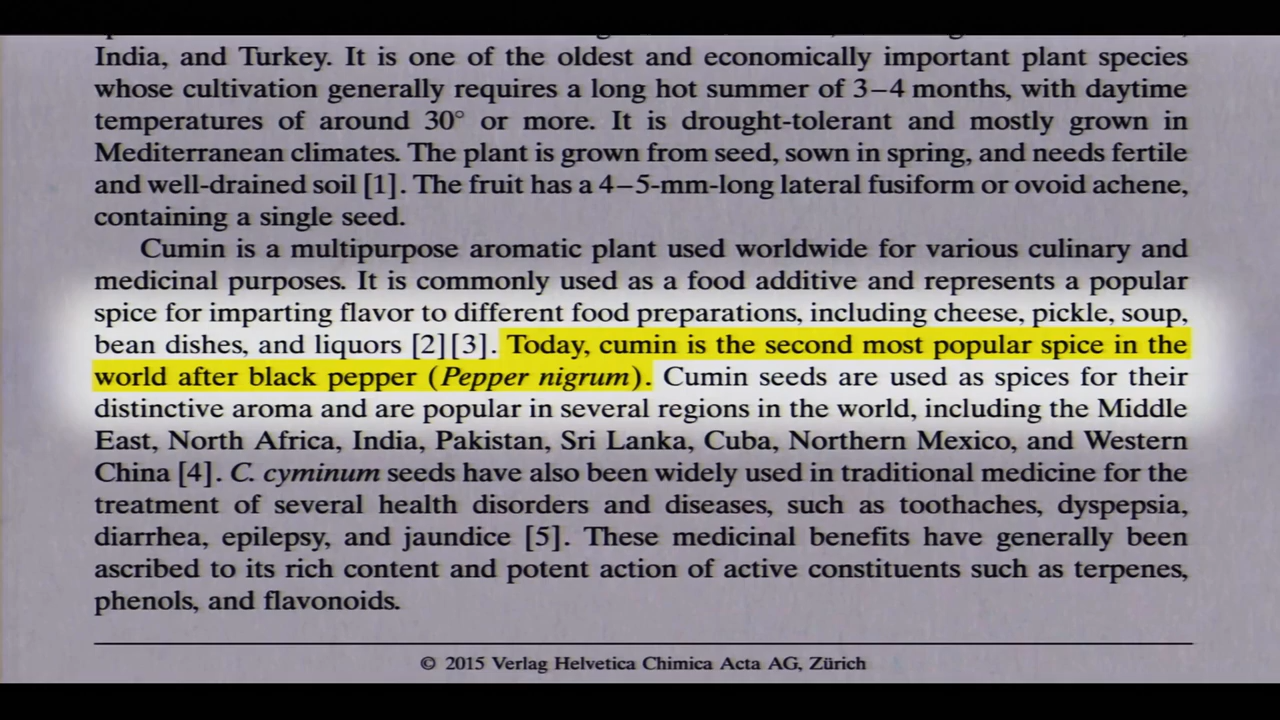 India, and Turkey. It is one of the oldest and economically important plant species
whose cultivation generally requires a long hot summer of 3–4 months, with daytime
temperatures of around 30° or more. It is drought-tolerant and mostly grown in
Mediterranean climates. The plant is grown from seed, sown in spring, and needs fertile
and well-drained soil [1]. The fruit has a 4–5-mm-long lateral fusiform or ovoid achene,
containing a single seed.
Cumin is a multipurpose aromatic plant used worldwide for various culinary and
medicinal purposes. It is commonly used as a food additive and represents a popular
spice for imparting flavor to different food preparations, including cheese, pickle, soup,
bean dishes, and liquors [2][3]. Today, cumin is the second most popular spice in the
world after black pepper (Pepper nigrum). Cumin seeds are used as spices for their
distinctive aroma and are popular in several regions in the world, including the Middle
East, North Africa, India, Pakistan, Sri Lanka, Cuba, Northern Mexico, and Western
China [4]. C. cyminum seeds have also been widely used in traditional medicine for the
treatment of several health disorders and diseases, such as toothaches, dyspepsia,
diarrhea, epilepsy, and jaundice [5]. These medicinal benefits have generally been
ascribed to its rich content and potent action of active constituents such as terpenes,
phenols, and flavonoids.
© 2015 Verlag Helvetica Chimica Acta AG, Zürich